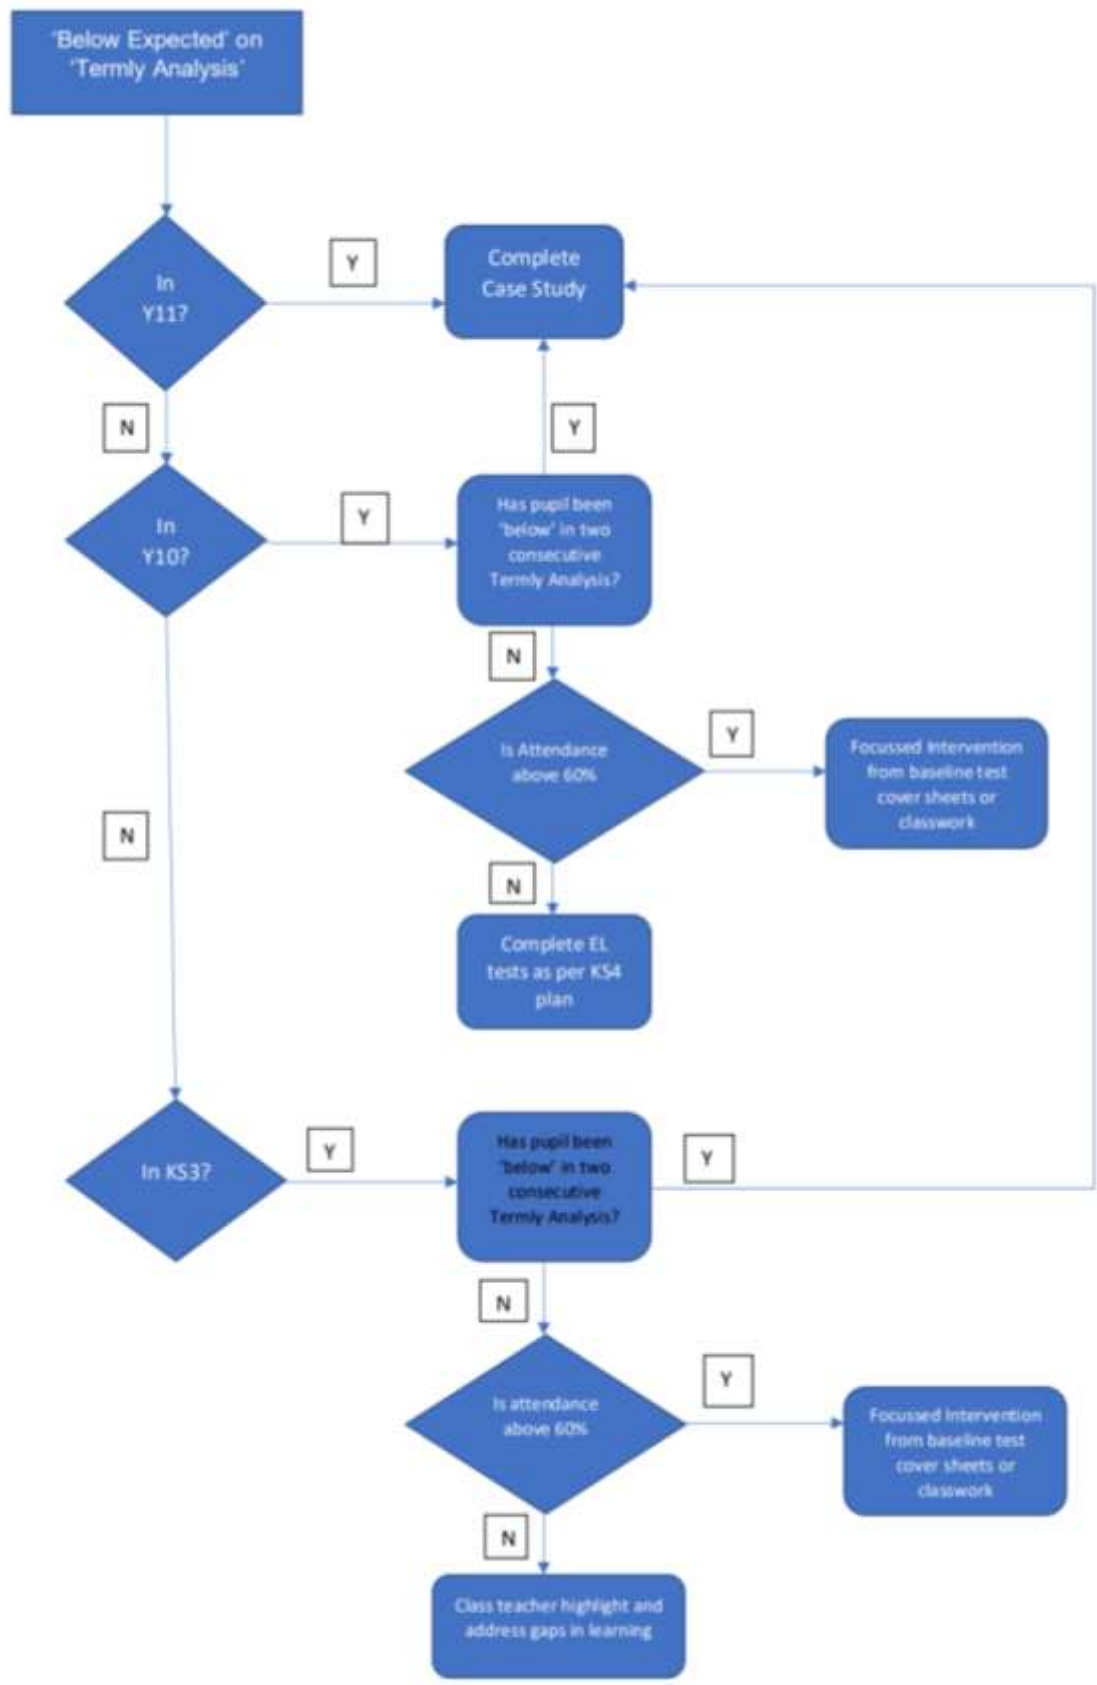 'Below Expected' on
'Termly Analysis'
In
Y11?
Y
Complete
Case Study
N
Y
In
Y10?
Y
Has pupil been
'below' in two
consecutive
Termly Analysis?
N
Is Attendance
above 60%
Y
Focussed Intervention
from baseline test
cover sheets or
classwork
N
N
Complete EL
tests as per KS4
plan
In KS3?
Y
Has pupil been
'below' in two
consecutive
Termly Analysis?
Y
N
Is attendance
above 60%
Y
Focussed Intervention
from baseline test
cover sheets or
classwork
N
Class teacher highlight and
address gaps in learning